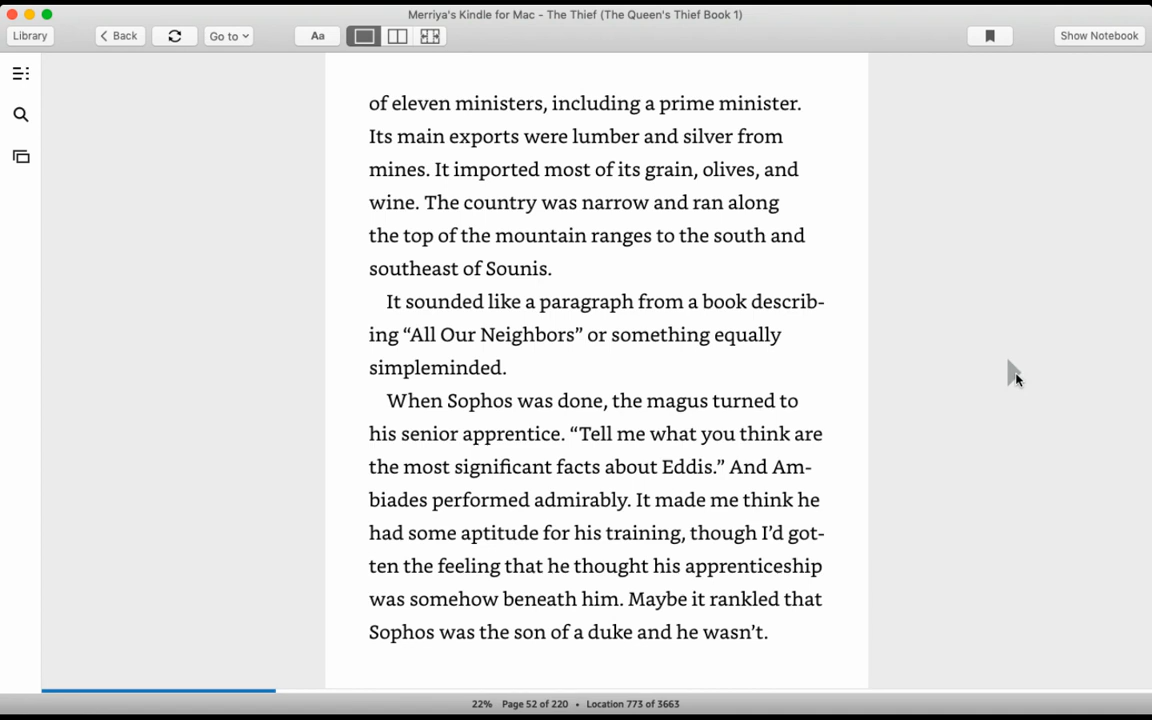 Merriya's Kindle for Mac - The Thief (The Queen's Thief Book 1)
Library
Back
Go to
Aa
Show Notebook
of eleven ministers, including a prime minister.
Its main exports were lumber and silver from
mines. It imported most of its grain, olives, and
wine. The country was narrow and ran along
the top of the mountain ranges to the south and
southeast of Sounis.
It sounded like a paragraph from a book describ-
ing “All Our Neighbors” or something equally
simpleminded.
When Sophos was done, the magus turned to
his senior apprentice. “Tell me what you think are
the most significant facts about Eddis.” And Am-
biades performed admirably. It made me think he
had some aptitude for his training, though I’d got-
ten the feeling that he thought his apprenticeship
was somehow beneath him. Maybe it rankled that
Sophos was the son of a duke and he wasn’t.
22% Page 52 of 220 • Location 773 of 3663